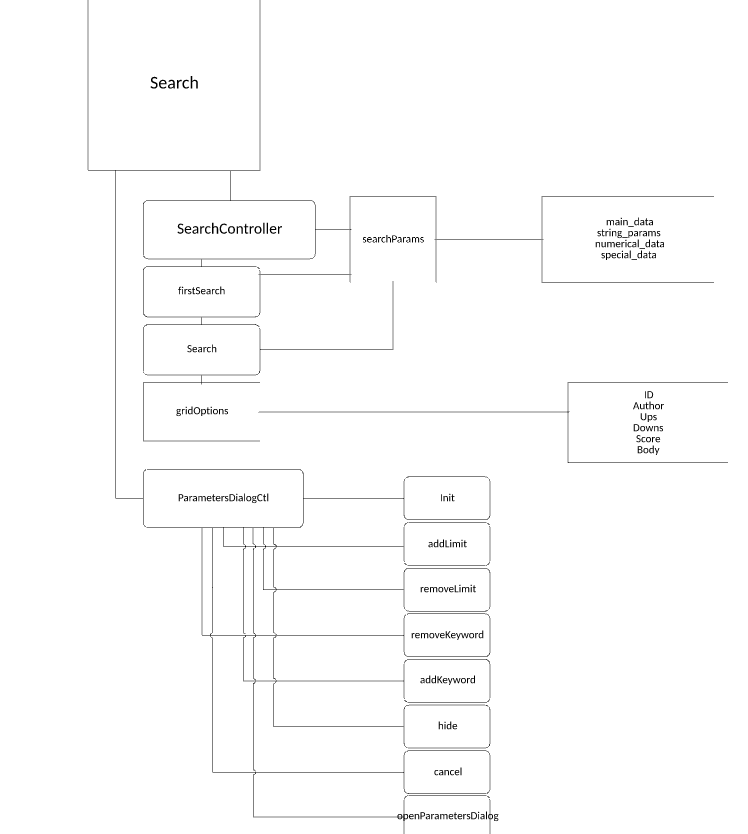 Search
SearchController
searchParams
main_data
string_params
numerical_data
special_data
firstSearch
Search
gridOptions
ID
Author
Ups
Downs
Score
Body
ParametersDialogCtl
Init
addLimit
removeLimit
removeKeyword
addKeyword
hide
cancel
openParametersDialog